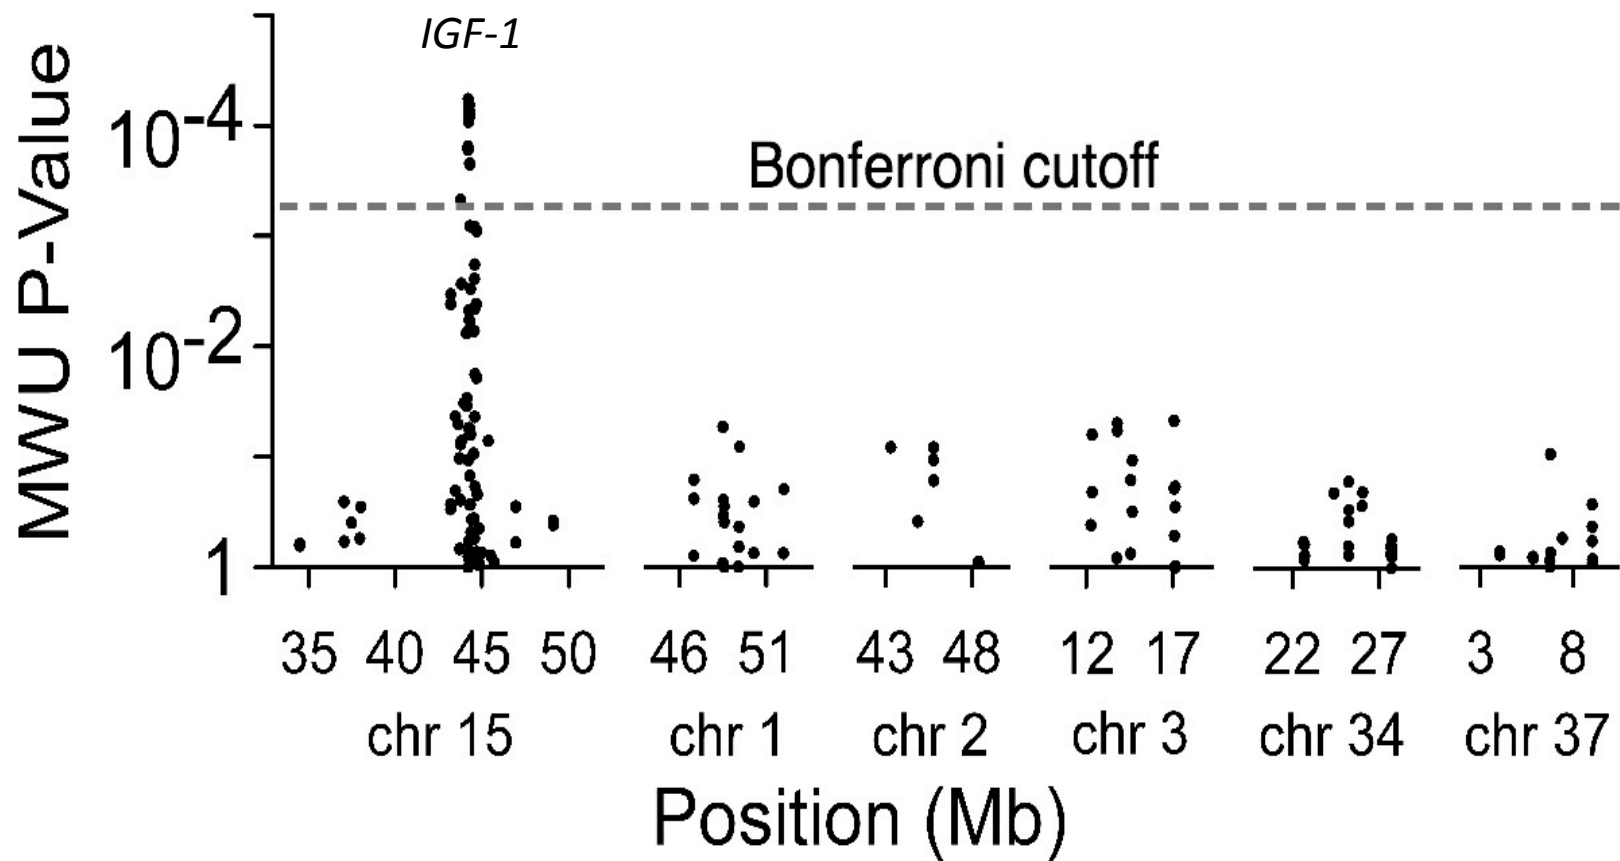 IGF-1
MWU P-Value
10-4
10-2
1
Bonferroni cutoff
35 40 45 50 46 51 43 48 12 17 22 27 3 8
chr 15 chr 1 chr 2 chr 3 chr 34 chr 37
Position (Mb)